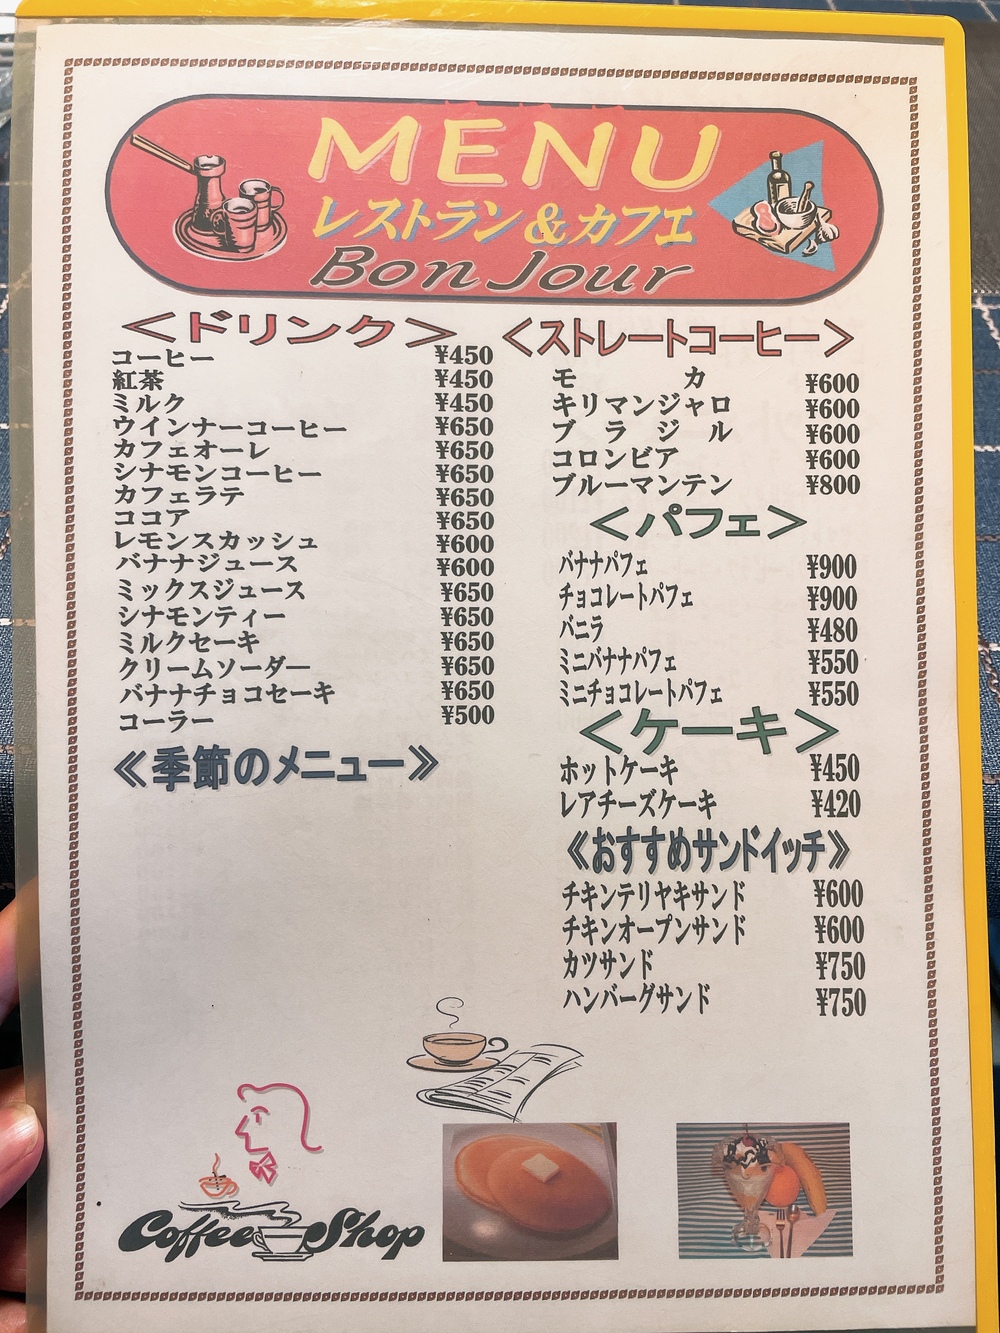 MENU
レストラン&カフェ
Bon Jour
<ドリンク>
コーヒー ¥450
紅茶 ¥450
ミルク ¥450
ウインナーコーヒー ¥650
カフェオーレ ¥650
シナモンコーヒー ¥650
カフェラテ ¥650
ココア ¥650
レモンスカッシュ ¥600
バナナジュース ¥600
ミックスジュース ¥650
シナモンティー ¥650
ミルクセーキ ¥650
クリームソーダー ¥650
バナナチョコセーキ ¥650
コーラー ¥500
《季節のメニュー》
<ストレートコーヒー>
モカ ¥600
キリマンジャロ ¥600
ブラジル ¥600
コロンビア ¥600
ブルーマンテン ¥800
<パフェ>
バナナパフェ ¥900
チョコレートパフェ ¥900
バニラ ¥480
ミニバナナパフェ ¥550
ミニチョコレートパフェ ¥550
<ケーキ>
ホットケーキ ¥450
レアチーズケーキ ¥420
《おすすめサンドイッチ》
チキンテリヤキサンド ¥600
チキンオープンサンド ¥600
カツサンド ¥750
ハンバーグサンド ¥750
Coffee Shop